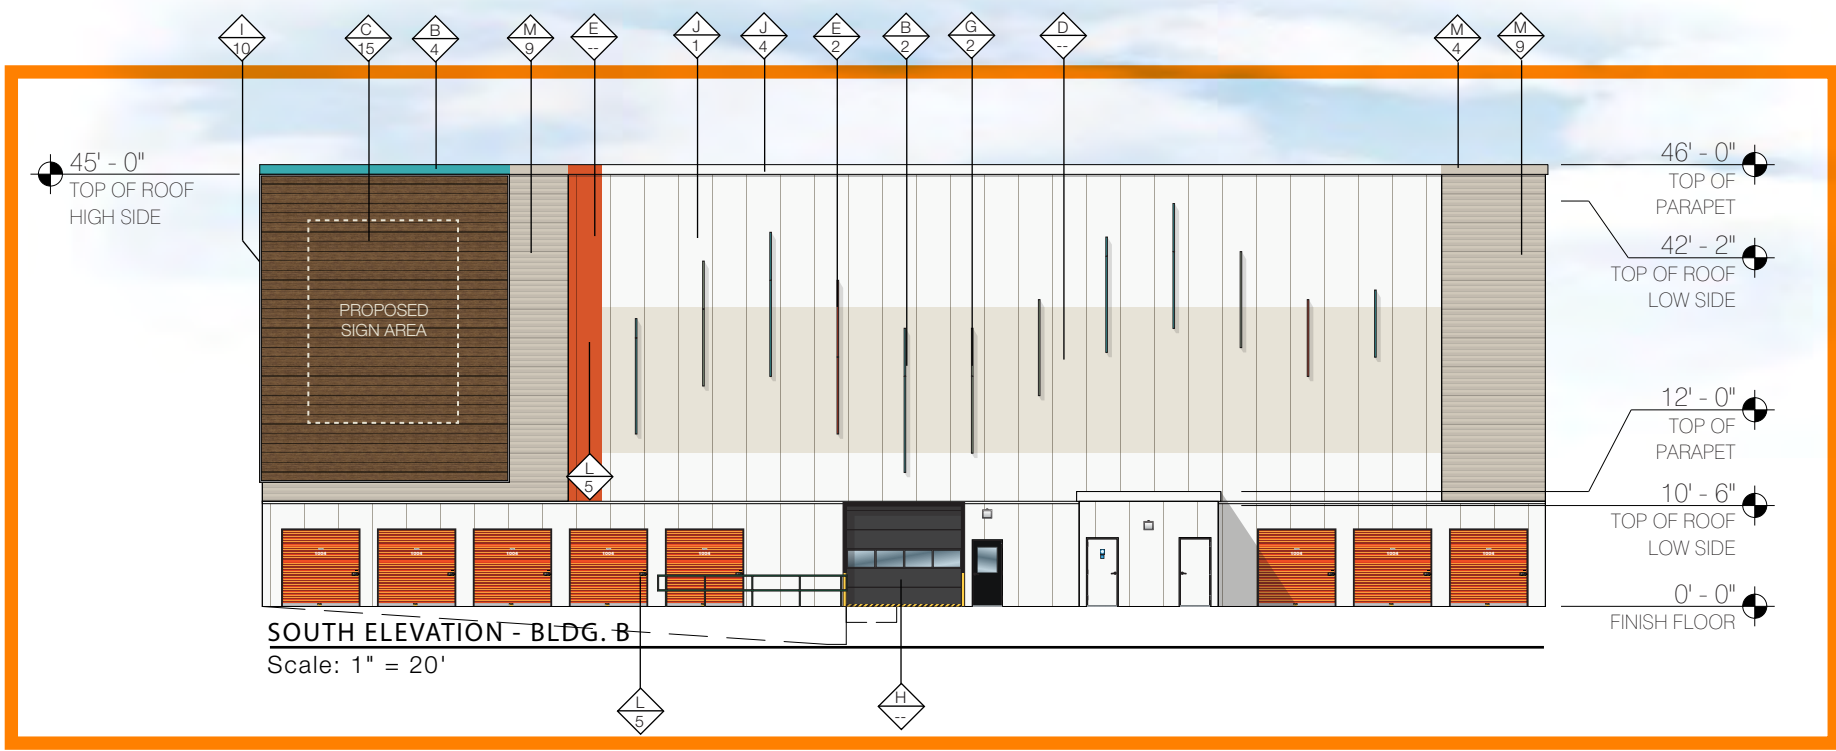 I
10
C
15
B
4
M
9
E
--
J
1
J
4
E
2
B
2
G
2
D
--
M
4
M
9
45' - 0"
TOP OF ROOF
HIGH SIDE
46' - 0"
TOP OF
PARAPET
42' - 2"
TOP OF ROOF
LOW SIDE
PROPOSED
SIGN AREA
12' - 0"
TOP OF
PARAPET
L
5
10' - 6"
TOP OF ROOF
LOW SIDE
0' - 0"
FINISH FLOOR
SOUTH ELEVATION - BLDG. B
Scale: 1" = 20'
L
5
H
--